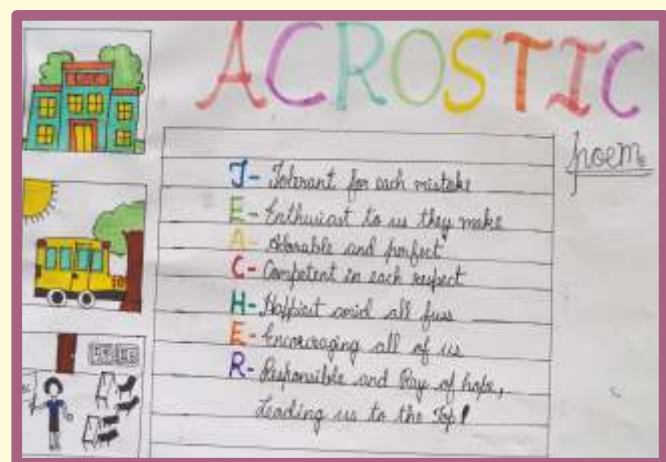 ACROSTIC
poem
T- Tolerant for each mistake
E- Enthuicast to us they make
A- Adorable and perfect
C- Competent in each respect
H- Happiest amid all fuss
E- Encouraging all of us
R- Responsible and Ray of hope,
Leading us to the Top!